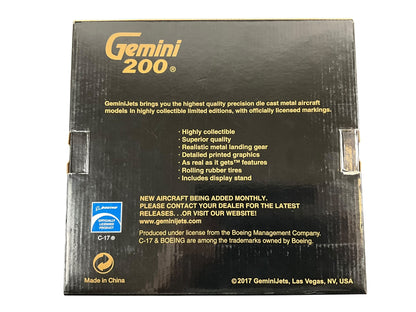 Gemini
200®
GeminiJets brings you the highest quality precision die cast metal aircraft
models in highly collectible limited editions, with officially licensed markings.
· Highly collectible
· Superior quality
· Realistic metal landing gear
· Detailed printed graphics
· As real as it gets™ features
· Rolling rubber tires
· Includes display stand
NEW AIRCRAFT BEING ADDED MONTHLY.
PLEASE CONTACT YOUR DEALER FOR THE LATEST
RELEASES. . .OR VISIT OUR WEBSITE!
www.geminijets.com
BOEING
OFFICIALLY
LICENSED
PRODUCT
C-17®
Produced under license from the Boeing Management Company.
C-17 & BOEING are among the trademarks owned by Boeing.
Made in China
©2017 GeminiJets, Las Vegas, NV, USA